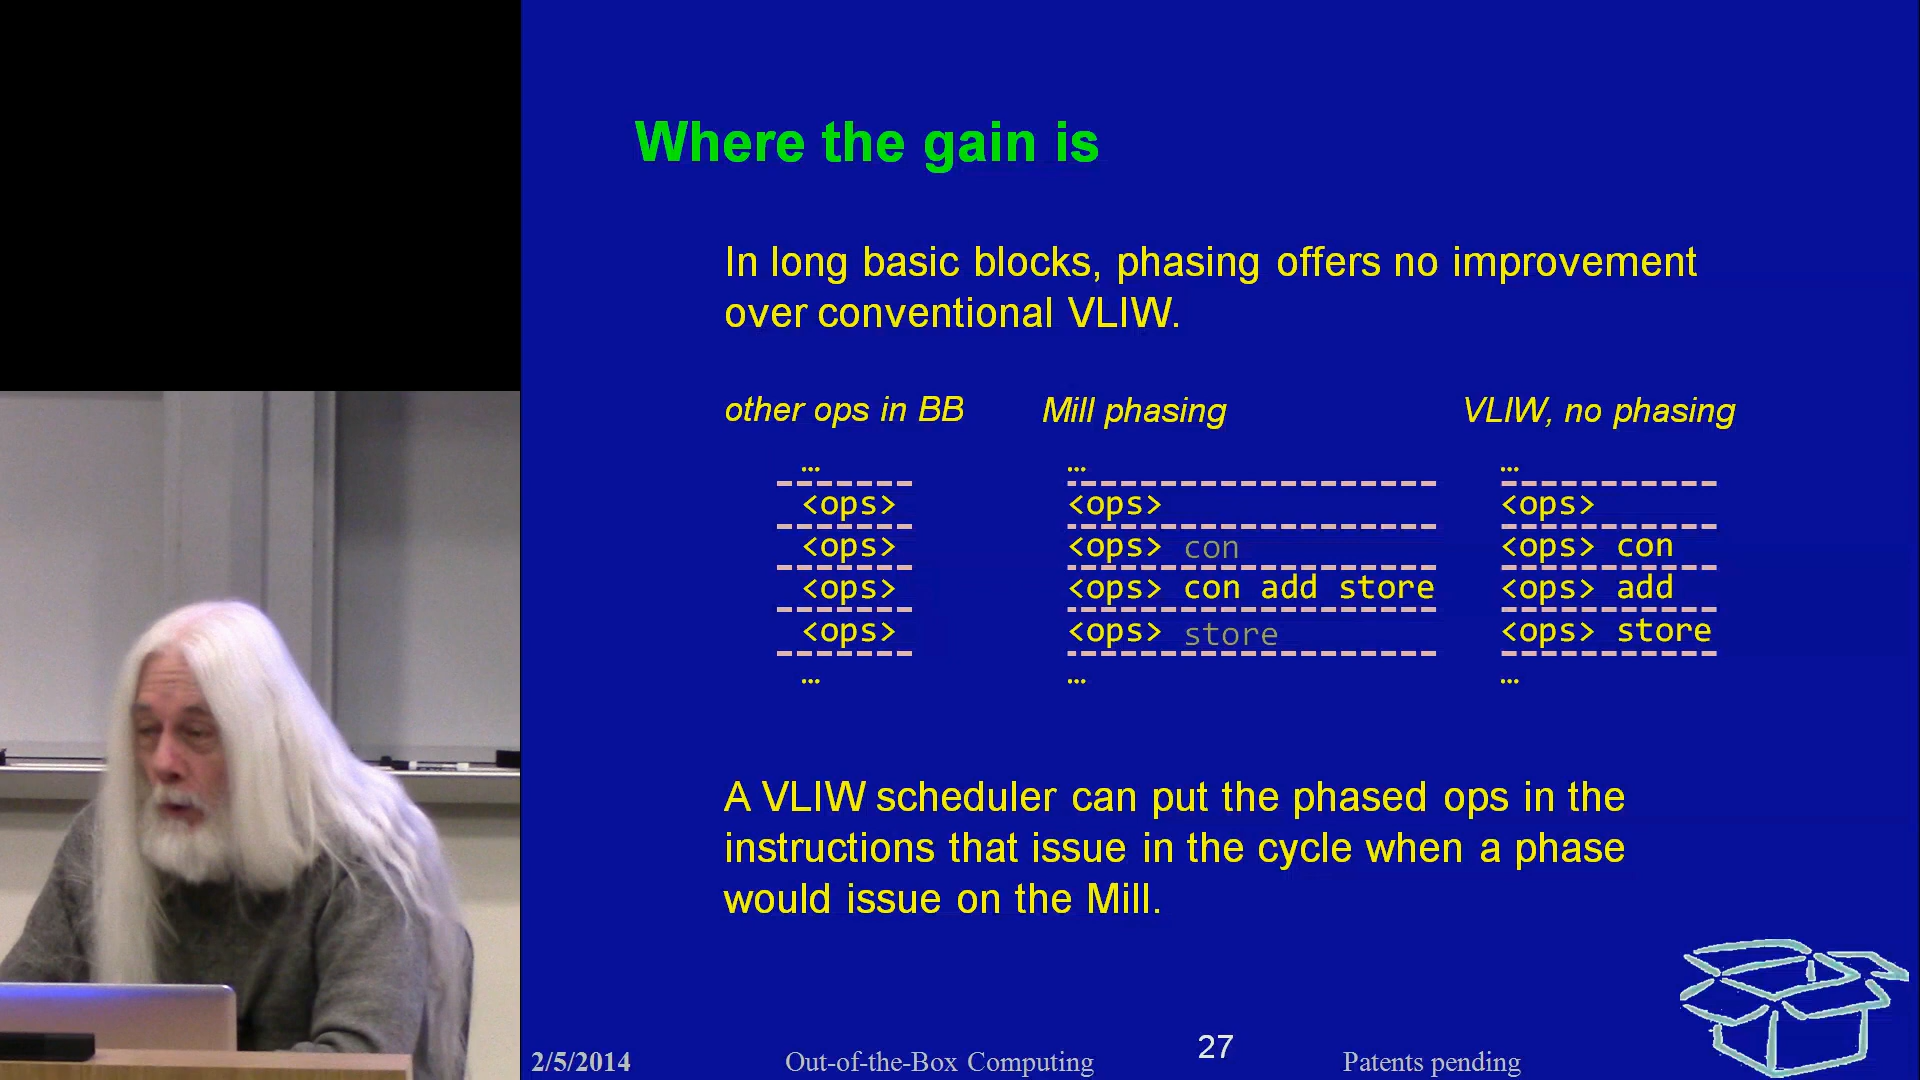 Where the gain is
In long basic blocks, phasing offers no improvement
over conventional VLIW.
other ops in BB Mill phasing VLIW, no phasing
… … …
<ops> <ops> <ops>
<ops> <ops> con <ops> con
<ops> <ops> con add store <ops> add
<ops> <ops> store <ops> store
… … …
A VLIW scheduler can put the phased ops in the
instructions that issue in the cycle when a phase
would issue on the Mill.
2/5/2014 Out-of-the-Box Computing 27 Patents pending